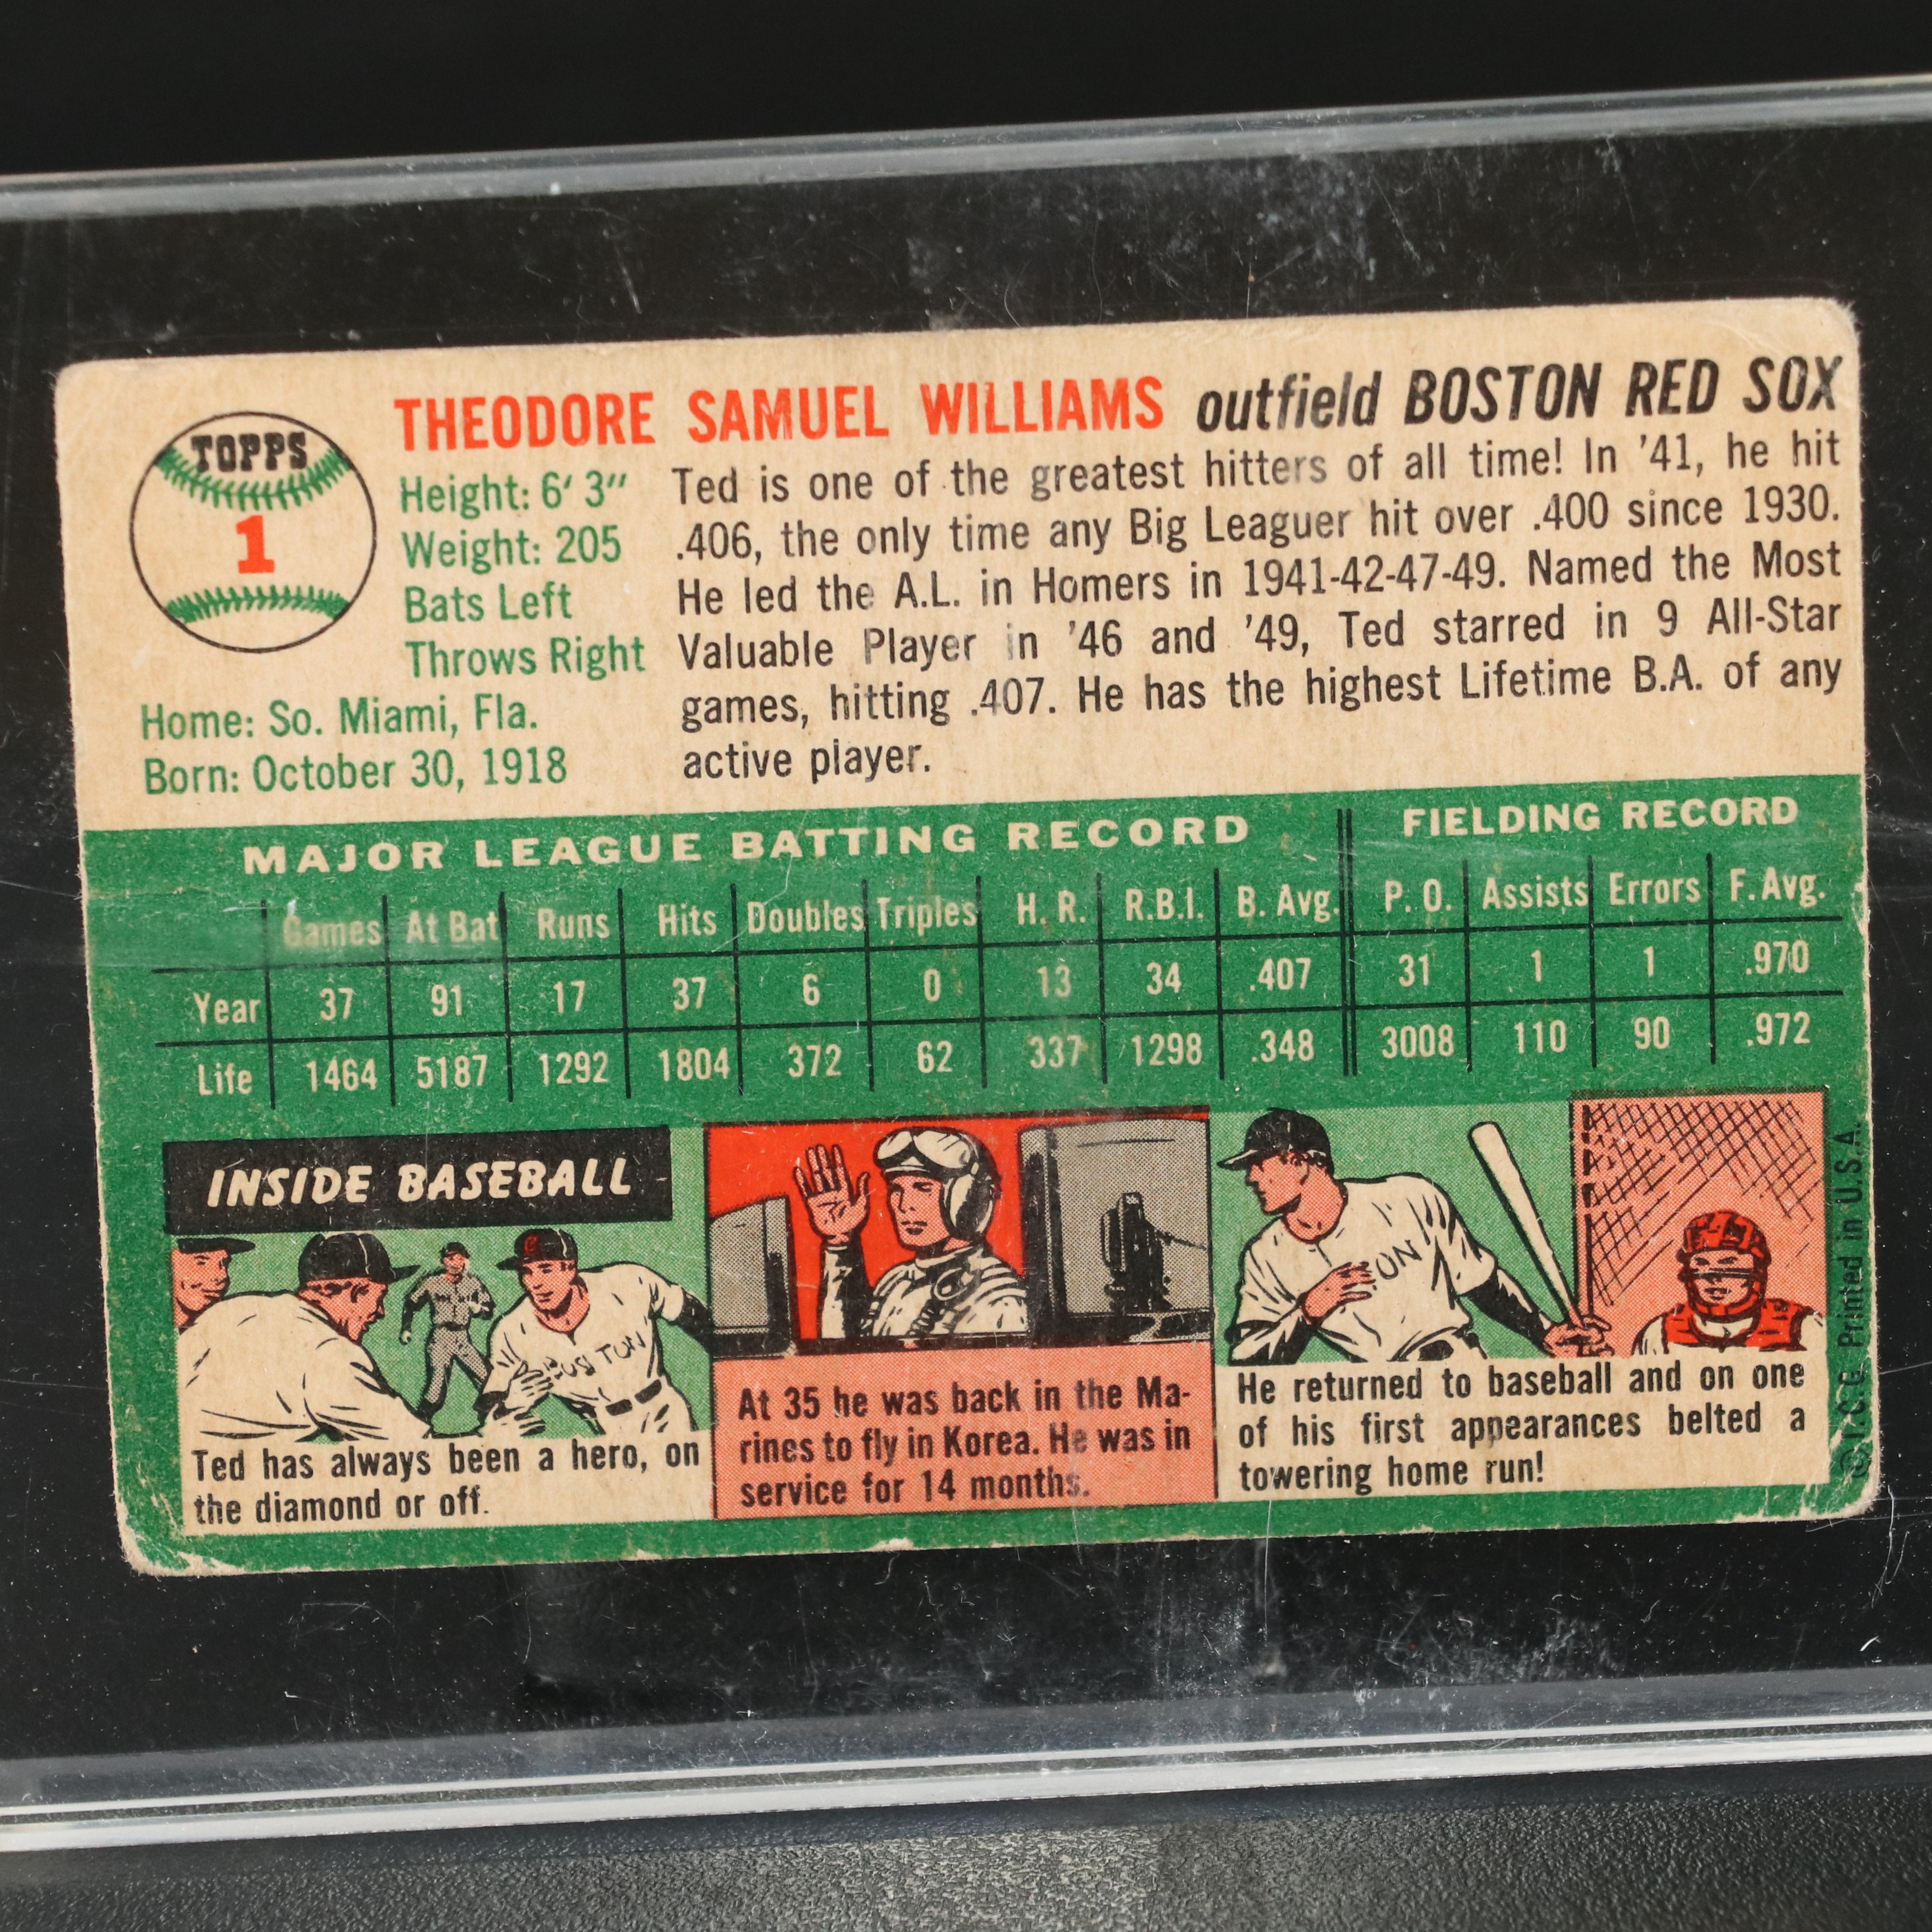 TOPPS
1
THEODORE SAMUEL WILLIAMS outfield BOSTON RED SOX
Height: 6' 3"
Weight: 205
Bats Left
Throws Right
Home: So. Miami, Fla.
Born: October 30, 1918
Ted is one of the greatest hitters of all time! In '41, he hit
.406, the only time any Big Leaguer hit over .400 since 1930.
He led the A.L. in Homers in 1941-42-47-49. Named the Most
Valuable Player in '46 and '49, Ted starred in 9 All-Star
games, hitting .407. He has the highest Lifetime B.A. of any
active player.
MAJOR LEAGUE BATTING RECORD FIELDING RECORD
Games At Bat Runs Hits Doubles Triples H. R. R.B.I. B. Avg. P. O. Assists Errors F. Avg.
Year 37 91 17 37 6 0 13 34 .407 31 1 1 .970
Life 1464 5187 1292 1804 372 62 337 1298 .348 3008 110 90 .972
INSIDE BASEBALL
B
BOSTON
Ted has always been a hero, on
the diamond or off.
At 35 he was back in the Ma-
rines to fly in Korea. He was in
service for 14 months.
TON
He returned to baseball and on one
of his first appearances belted a
towering home run!
©T.C.G. Printed in U.S.A.